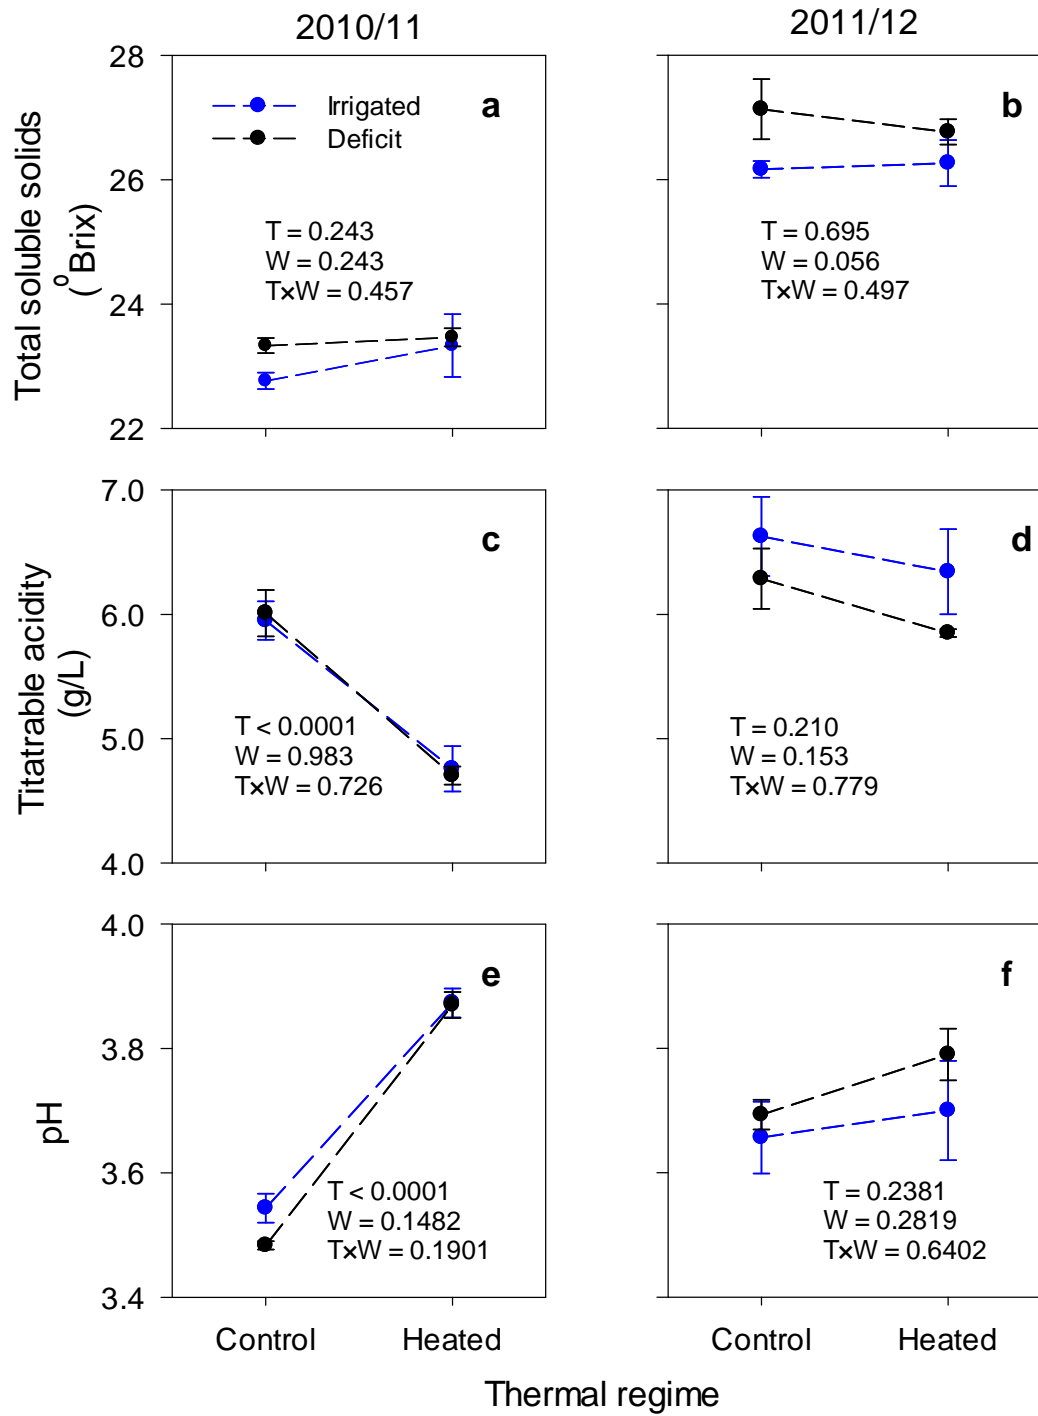 2010/11
2011/12
Total soluble solids
(⁰Brix)
28
26
24
22
Irrigated
Deficit
a
T = 0.243
W = 0.243
T×W = 0.457
b
T = 0.695
W = 0.056
T×W = 0.497
Titatrable acidity
(g/L)
7.0
6.0
5.0
4.0
c
T < 0.0001
W = 0.983
T×W = 0.726
d
T = 0.210
W = 0.153
T×W = 0.779
pH
4.0
3.8
3.6
3.4
e
T < 0.0001
W = 0.1482
T×W = 0.1901
f
T = 0.2381
W = 0.2819
T×W = 0.6402
Control
Heated
Control
Heated
Thermal regime